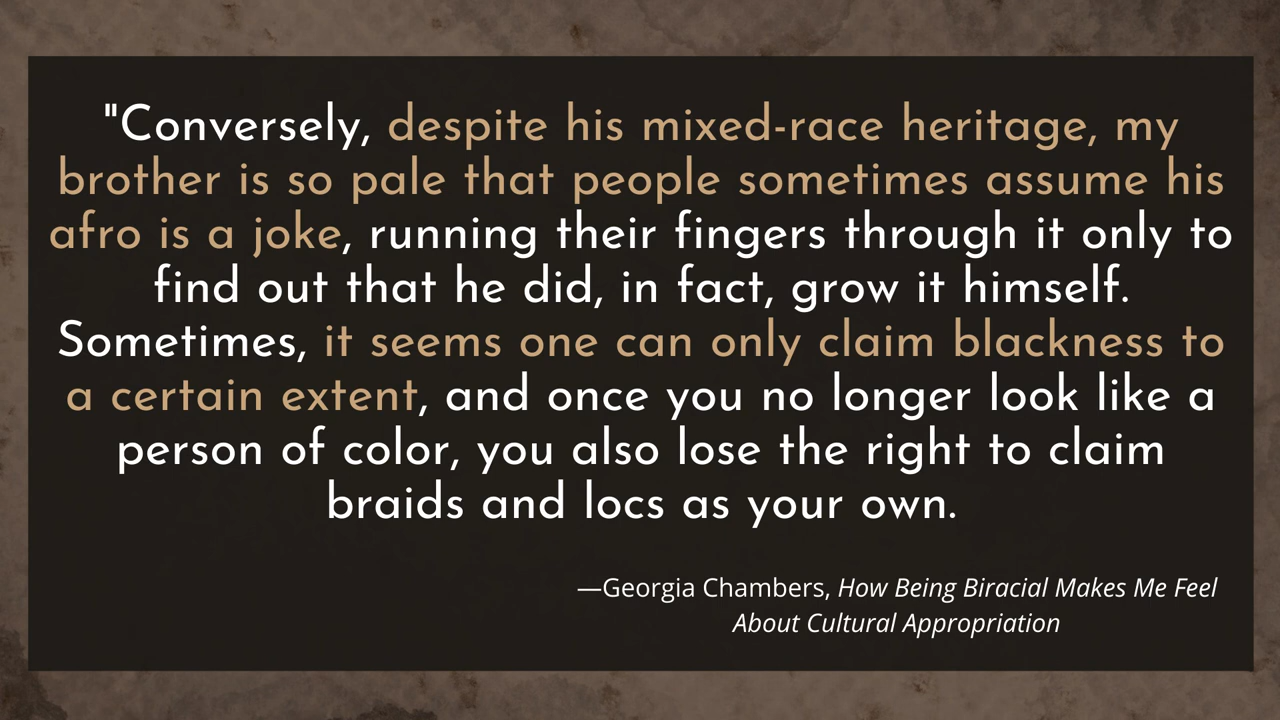 "Conversely, despite his mixed-race heritage, my
brother is so pale that people sometimes assume his
afro is a joke, running their fingers through it only to
find out that he did, in fact, grow it himself.
Sometimes, it seems one can only claim blackness to
a certain extent, and once you no longer look like a
person of color, you also lose the right to claim
braids and locs as your own.
—Georgia Chambers, How Being Biracial Makes Me Feel
About Cultural Appropriation